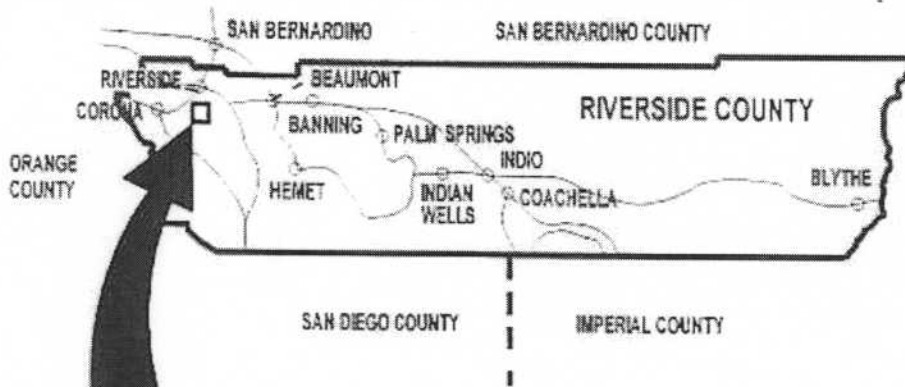 SAN BERNARDINO
SAN BERNARDINO COUNTY
RIVERSIDE
BEAUMONT
RIVERSIDE COUNTY
CORONA
BANNING
PALM SPRINGS
ORANGE
COUNTY
INDIO
HEMET
INDIAN
WELLS
COACHELLA
BLYTHE
SAN DIEGO COUNTY
IMPERIAL COUNTY